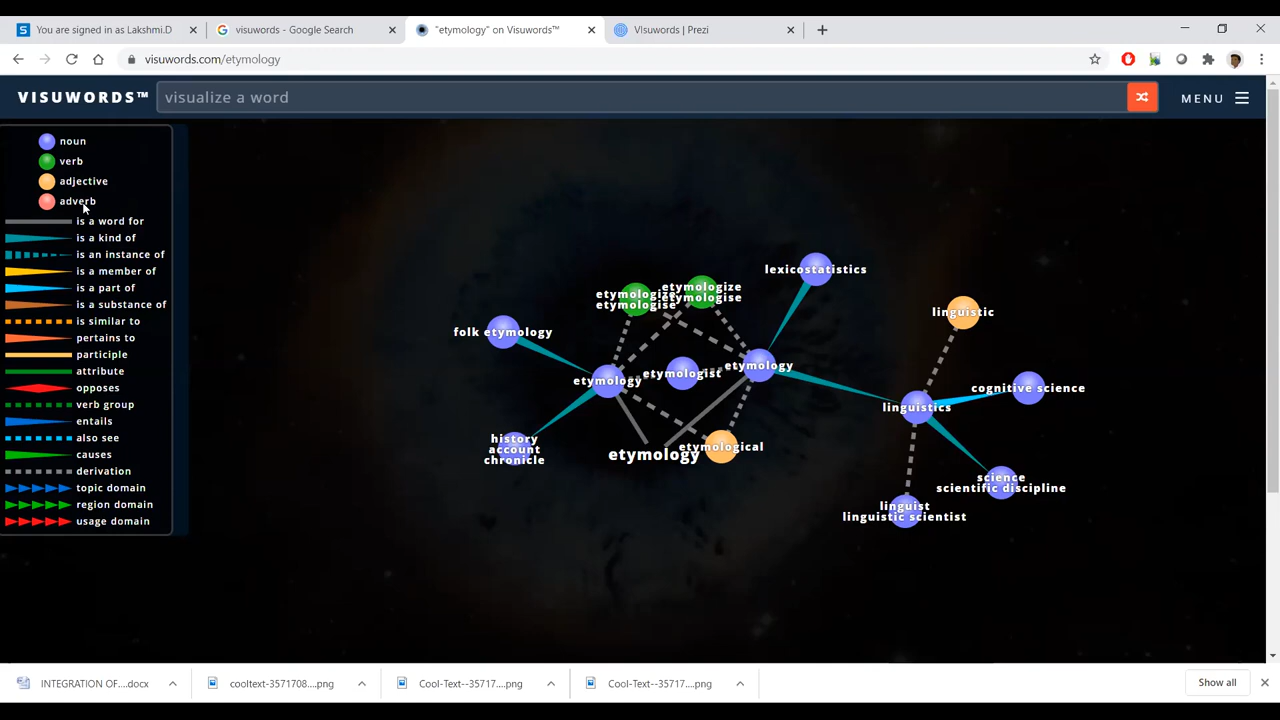 You are signed in as Lakshmi.D
visuwords - Google Search
"etymology" on Visuwords™
VIsuwords | Prezi
visuwords.com/etymology
VISUWORDS™
visualize a word
MENU
noun
verb
adjective
adverb
is a word for
is a kind of
is an instance of
is a member of
is a part of
is a substance of
is similar to
pertains to
participle
attribute
opposes
verb group
entails
also see
causes
derivation
topic domain
region domain
usage domain
lexicostatistics
etymologize
etymologise
etymologize
etymologise
linguistic
folk etymology
etymology
etymologist
etymology
cognitive science
linguistics
history
account
chronicle
etymology
etymological
science
scientific discipline
linguist
linguistic scientist
INTEGRATION OF....docx
cooltext-3571708....png
Cool-Text--35717....png
Cool-Text--35717....png
Show all